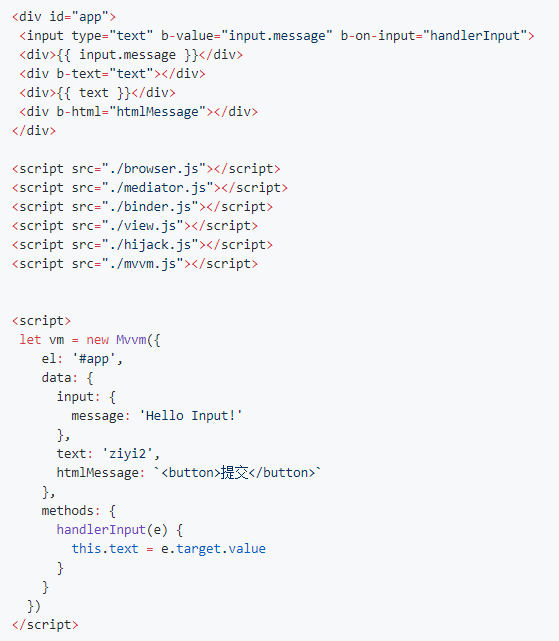 <div id="app">
 <input type="text" b-value="input.message" b-on-input="handlerInput">
 <div>{{ input.message }}</div>
 <div b-text="text"></div>
 <div>{{ text }}</div>
 <div b-html="htmlMessage"></div>
</div>

<script src="./browser.js"></script>
<script src="./mediator.js"></script>
<script src="./binder.js"></script>
<script src="./view.js"></script>
<script src="./hijack.js"></script>
<script src="./mvvm.js"></script>


<script>
 let vm = new Mvvm({
    el: '#app',
    data: {
      input: {
        message: 'Hello Input!'
      },
      text: 'ziyi2',
      htmlMessage: `<button>提交</button>`
    },
    methods: {
      handlerInput(e) {
        this.text = e.target.value
      }
    }
  })
</script>